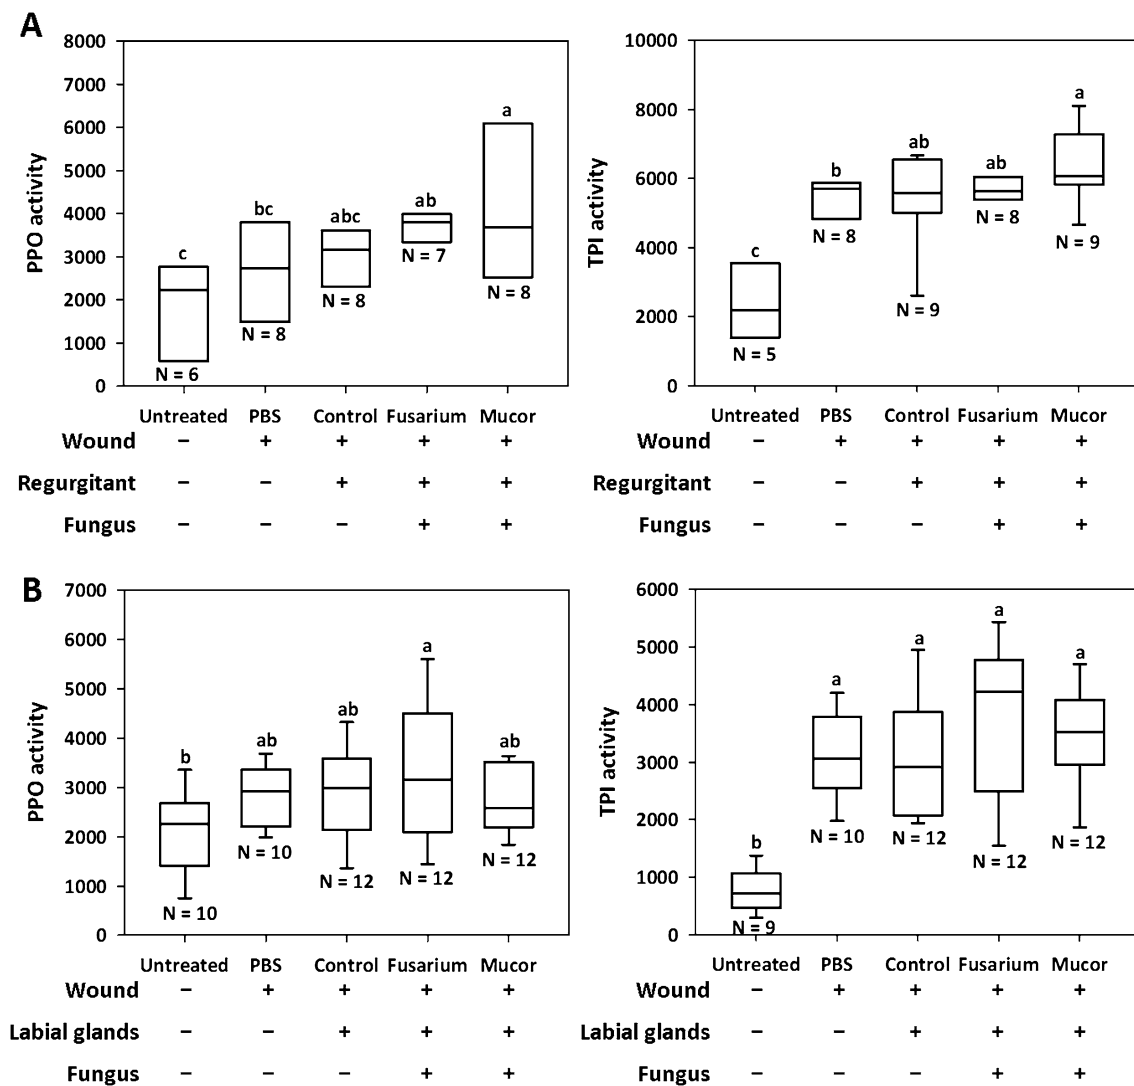 A
PPO activity
8000
7000
6000
5000
4000
3000
2000
1000
0
c
bc
abc
ab
a
N = 6
N = 8
N = 8
N = 7
N = 8
Untreated PBS Control Fusarium Mucor
Wound – + + + +
Regurgitant – – + + +
Fungus – – – + +
TPI activity
10000
8000
6000
4000
2000
0
c
b
ab
ab
a
N = 5
N = 8
N = 9
N = 8
N = 9
Untreated PBS Control Fusarium Mucor
Wound – + + + +
Regurgitant – – + + +
Fungus – – – + +
B
PPO activity
7000
6000
5000
4000
3000
2000
1000
0
b
ab
ab
a
ab
N = 10
N = 10
N = 12
N = 12
N = 12
Untreated PBS Control Fusarium Mucor
Wound – + + + +
Labial glands – – + + +
Fungus – – – + +
TPI activity
6000
5000
4000
3000
2000
1000
0
b
a
a
a
a
N = 9
N = 10
N = 12
N = 12
N = 12
Untreated PBS Control Fusarium Mucor
Wound – + + + +
Labial glands – – + + +
Fungus – – – + +